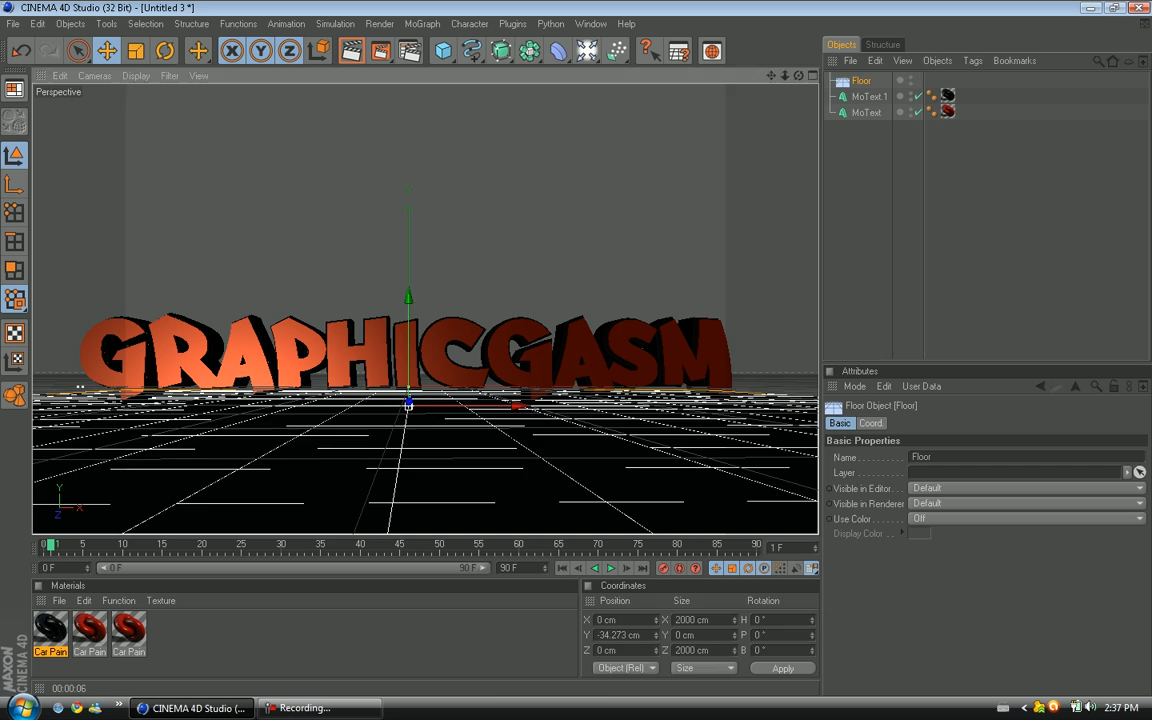 CINEMA 4D Studio (32 Bit) - [Untitled 3 *]
File Edit Objects Tools Selection Structure Functions Animation Simulation Render MoGraph Character Plugins Python Window Help
X Y Z
Objects Structure
File Edit View Objects Tags Bookmarks
Floor
MoText.1
MoText
Edit Cameras Display Filter View
Perspective
GRAPHICGASM
Y
X
Z
Attributes
Mode Edit User Data
Floor Object [Floor]
Basic Coord.
Basic Properties
Name Floor
Layer
Visible in Editor Default
Visible in Renderer Default
Use Color Off
Display Color
0 1 5 10 15 20 25 30 35 40 45 50 55 60 65 70 75 80 85 90 1 F
0 F 0 F 90 F 90 F
Materials
File Edit Function Texture
Car Pain Car Pain Car Pain
Coordinates
Position Size Rotation
X 0 cm X 2000 cm H 0 °
Y -34.273 cm Y 0 cm P 0 °
Z 0 cm Z 2000 cm B 0 °
Object (Rel) Size Apply
MAXON
CINEMA 4D
00:00:06
CINEMA 4D Studio (... Recording... 2:37 PM